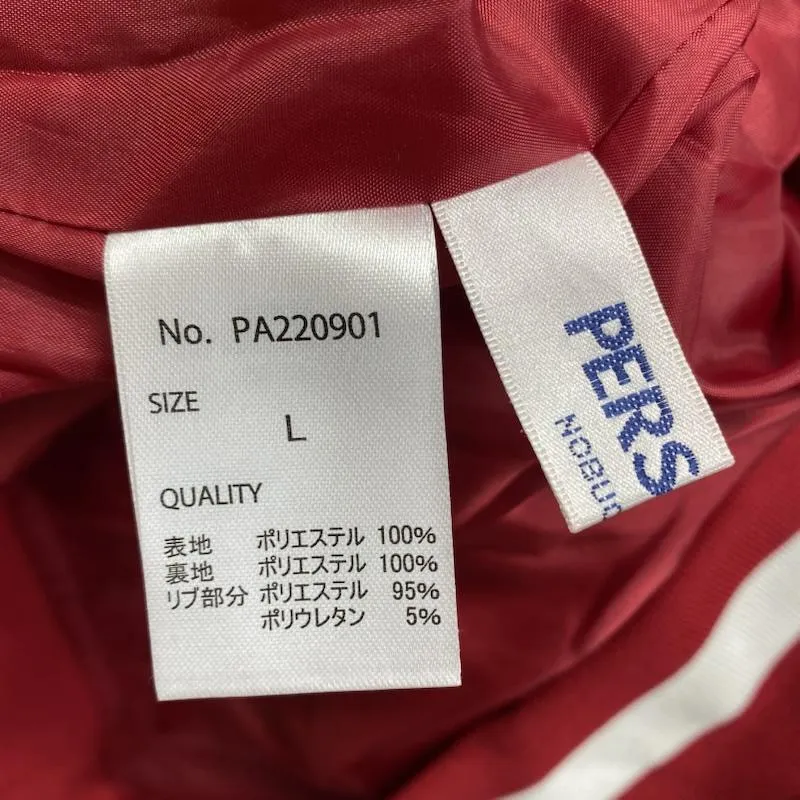 No. PA220901
SIZE
L
QUALITY
表地 ポリエステル 100%
裏地 ポリエステル 100%
リブ部分 ポリエステル 95%
ポリウレタン 5%
PERS